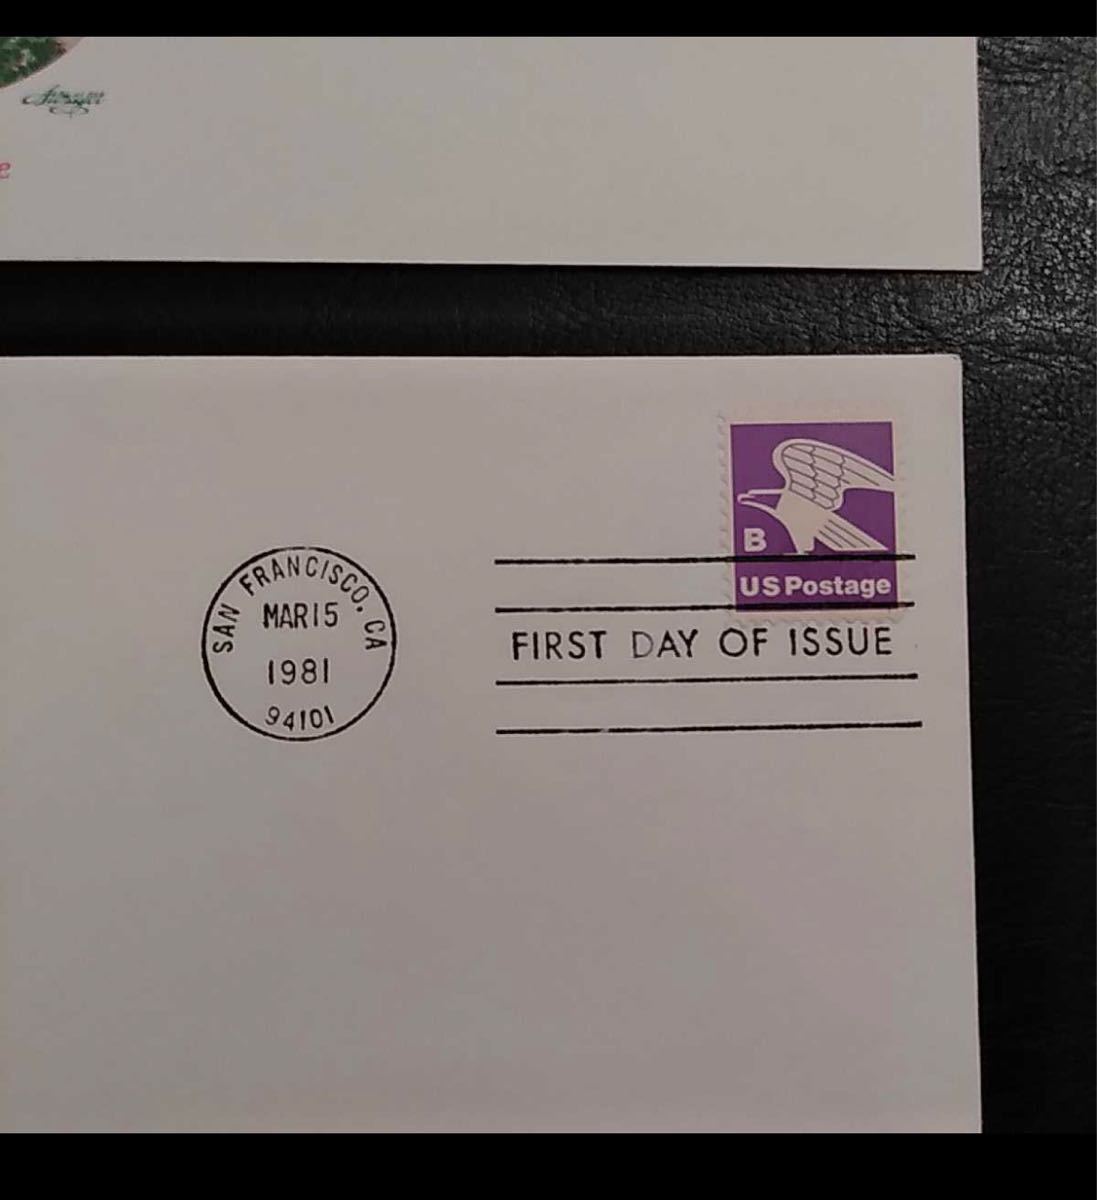 e
B
US Postage
SAN FRANCISCO, CA
MAR 15
1981
94101
FIRST DAY OF ISSUE